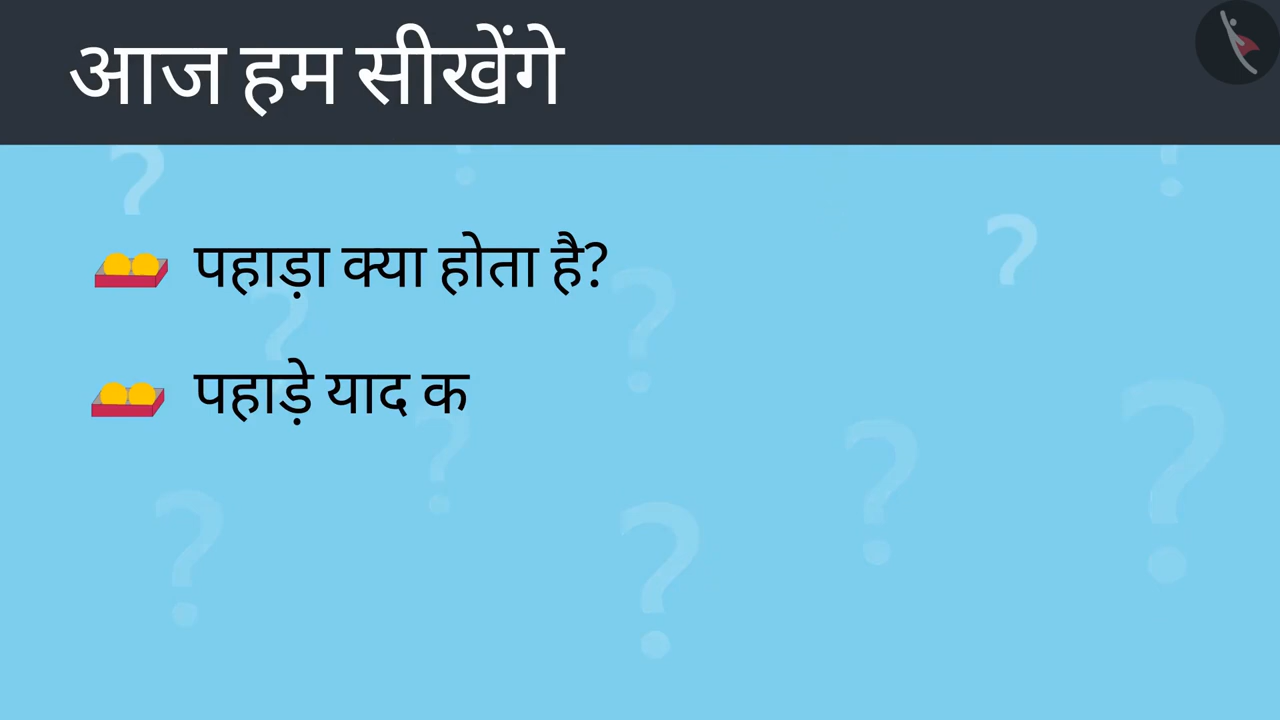 आज हम सीखेंगे
पहाड़ा क्या होता है?
पहाड़े याद क